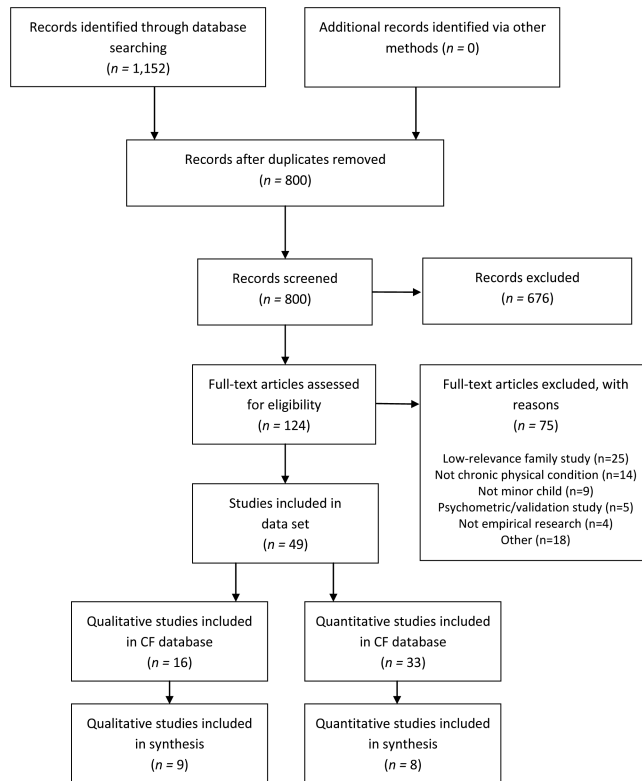 Records identified through database
searching
(n = 1,152)
Additional records identified via other
methods (n = 0)
Records after duplicates removed
(n = 800)
Records screened
(n = 800)
Records excluded
(n = 676)
Full-text articles assessed
for eligibility
(n = 124)
Full-text articles excluded, with
reasons
(n = 75)
Low-relevance family study (n=25)
Not chronic physical condition (n=14)
Not minor child (n=9)
Psychometric/validation study (n=5)
Not empirical research (n=4)
Other (n=18)
Studies included in
data set
(n = 49)
Qualitative studies included
in CF database
(n = 16)
Quantitative studies included
in CF database
(n = 33)
Qualitative studies included
in synthesis
(n = 9)
Quantitative studies included
in synthesis
(n = 8)